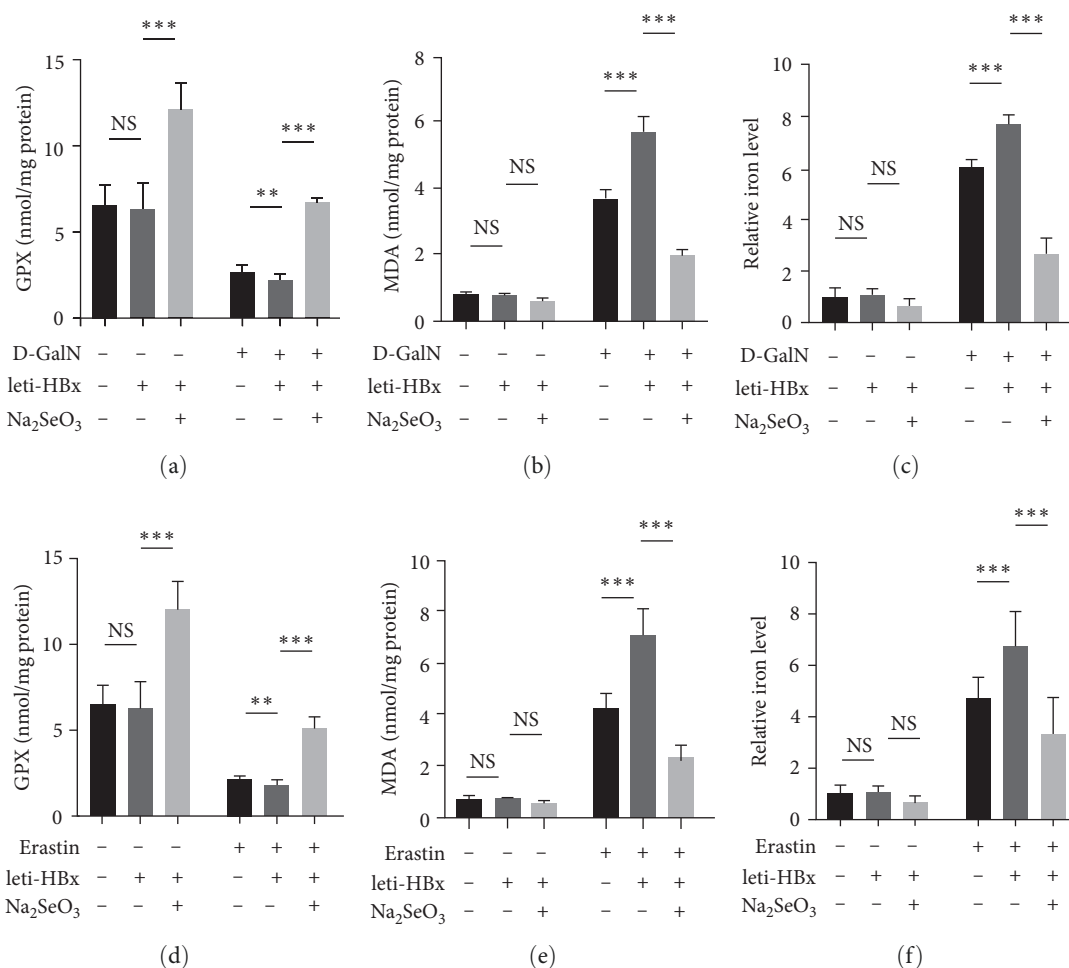 ***
15
NS
***
10
**
5
0
GPX (nmol/mg protein)
D-GalN – – – + + +
leti-HBx – + + – + +
Na₂SeO₃ – – + – – +
(a)
***
8
***
6
NS
4
NS
2
0
MDA (nmol/mg protein)
D-GalN – – – + + +
leti-HBx – + + – + +
Na₂SeO₃ – – + – – +
(b)
***
10
***
8
NS
6
NS
4
2
0
Relative iron level
D-GalN – – – + + +
leti-HBx – + + – + +
Na₂SeO₃ – – + – – +
(c)
15
***
NS
***
10
**
5
0
GPX (nmol/mg protein)
Erastin – – – + + +
leti-HBx – + + – + +
Na₂SeO₃ – – + – – +
(d)
***
10
***
8
6
NS
4
NS
2
0
MDA (nmol/mg protein)
Erastin – – – + + +
leti-HBx – + + – + +
Na₂SeO₃ – – + – – +
(e)
***
10
***
8
6
NS
4
NS
2
0
Relative iron level
Erastin – – – + + +
leti-HBx – + + – + +
Na₂SeO₃ – – + – – +
(f)